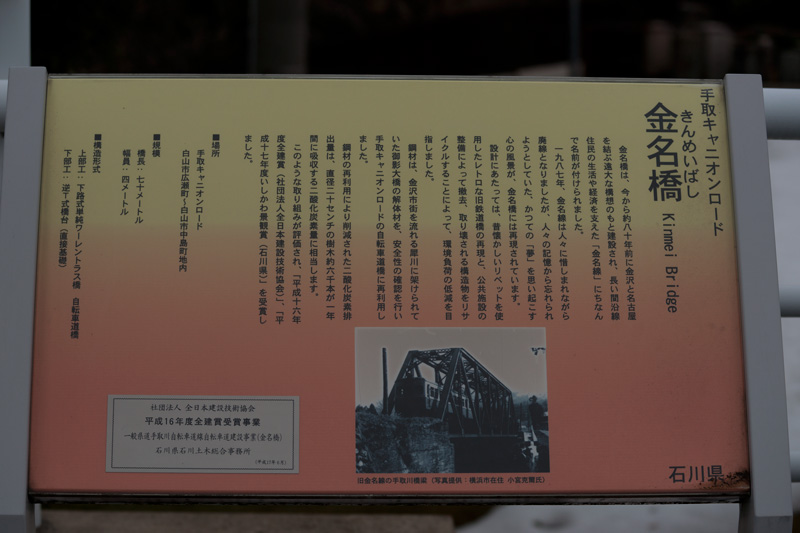 手取キャニオンロード
きんめいばし
金名橋
Kinmei Bridge
金名橋は、今から約八十年前に金沢と名古屋
を結ぶ遠大な構想のもと建設され、長い間沿線
住民の生活や経済を支えた「金名線」にちなん
で名前が付けられました。
一九八七年、金名線は人々に惜しまれながら
廃線となりましたが、人々の記憶から忘れられ
ようとしていた、かつての「夢」を思い起こす
心の風景が、金名橋には再現されています。
設計にあたっては、昔懐かしいリベットを使
用したレトロな旧鉄道橋の再現と、公共施設の
整備によって撤去、取り壊される構造物をリサ
イクルすることによって、環境負荷の低減を目
指しました。
鋼材は、金沢市街を流れる犀川に架けられて
いた御影大橋の解体材を、安全性の確認を行い
手取キャニオンロードの自転車道橋に再利用し
ました。
鋼材の再利用により削減された二酸化炭素排
出量は、直径二十センチの樹木約六千本が一年
間に吸収する二酸化炭素量に相当します。
このような取り組みが評価され、「平成十六年
度全建賞（社団法人全日本建設技術協会）」、「平
成十七年度いしかわ景観賞（石川県）」を受賞し
ました。
■場所
手取キャニオンロード
白山市広瀬町〜白山市中島町地内
■規模
橋長：七十メートル
幅員：四メートル
■構造形式
上部工：下路式単純ワーレントラス橋 自転車道橋
下部工：逆T式橋台（直接基礎）
社団法人 全日本建設技術協会
平成16年度全建賞受賞事業
一般県道手取川自転車道線自転車道建設事業(金名橋)
石川県石川土木総合事務所
(平成17年6月)
旧金名線の手取川橋梁（写真提供：横浜市在住 小宮克爾氏）
石川県